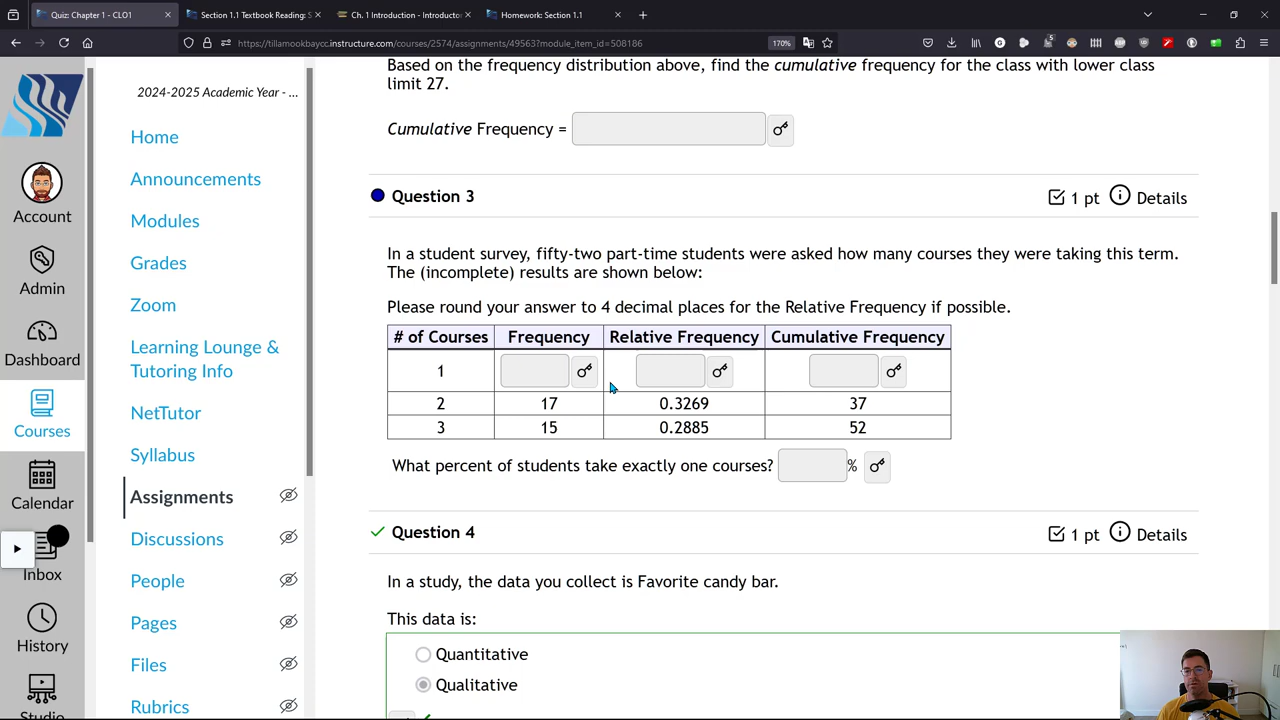 Quiz: Chapter 1 - CLO1
Section 1.1 Textbook Reading: S
Ch. 1 Introduction - Introductor
Homework: Section 1.1
https://tillamookbaycc.instructure.com/courses/2574/assignments/49563?module_item_id=508186
170%
2024-2025 Academic Year - ...
Home
Announcements
Modules
Grades
Zoom
Learning Lounge &
Tutoring Info
NetTutor
Syllabus
Assignments
Discussions
People
Pages
Files
Rubrics
Account
Admin
Dashboard
Courses
Calendar
Inbox
History
Studio
Based on the frequency distribution above, find the cumulative frequency for the class with lower class
limit 27.
Cumulative Frequency =
Question 3
1 pt Details
In a student survey, fifty-two part-time students were asked how many courses they were taking this term.
The (incomplete) results are shown below:
Please round your answer to 4 decimal places for the Relative Frequency if possible.
# of Courses Frequency Relative Frequency Cumulative Frequency
1
2 17 0.3269 37
3 15 0.2885 52
What percent of students take exactly one courses? %
Question 4
1 pt Details
In a study, the data you collect is Favorite candy bar.
This data is:
Quantitative
Qualitative